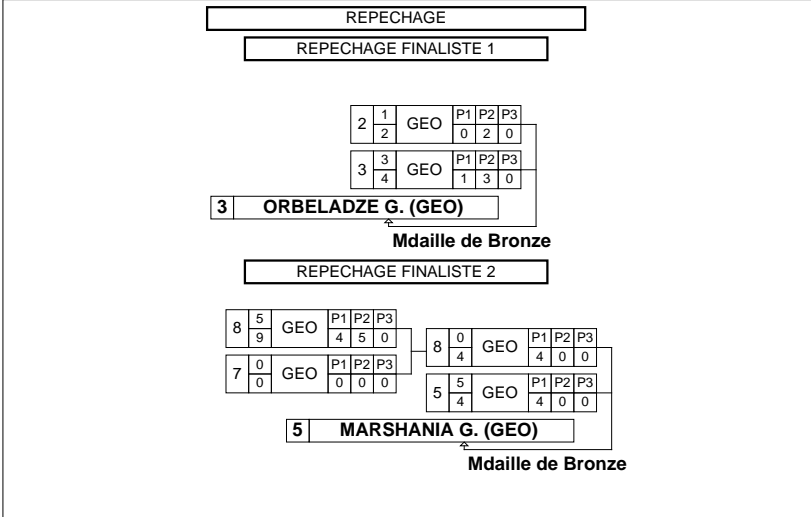 REPECHAGE
REPECHAGE FINALISTE 1
2 1 GEO P1 P2 P3
2 0 2 0
3 3 GEO P1 P2 P3
4 1 3 0
3 ORBELADZE G. (GEO)
Mdaille de Bronze
REPECHAGE FINALISTE 2
8 5 GEO P1 P2 P3
9 4 5 0
8 0 GEO P1 P2 P3
4 4 0 0
7 0 GEO P1 P2 P3
0 0 0 0
5 5 GEO P1 P2 P3
4 4 0 0
5 MARSHANIA G. (GEO)
Mdaille de Bronze